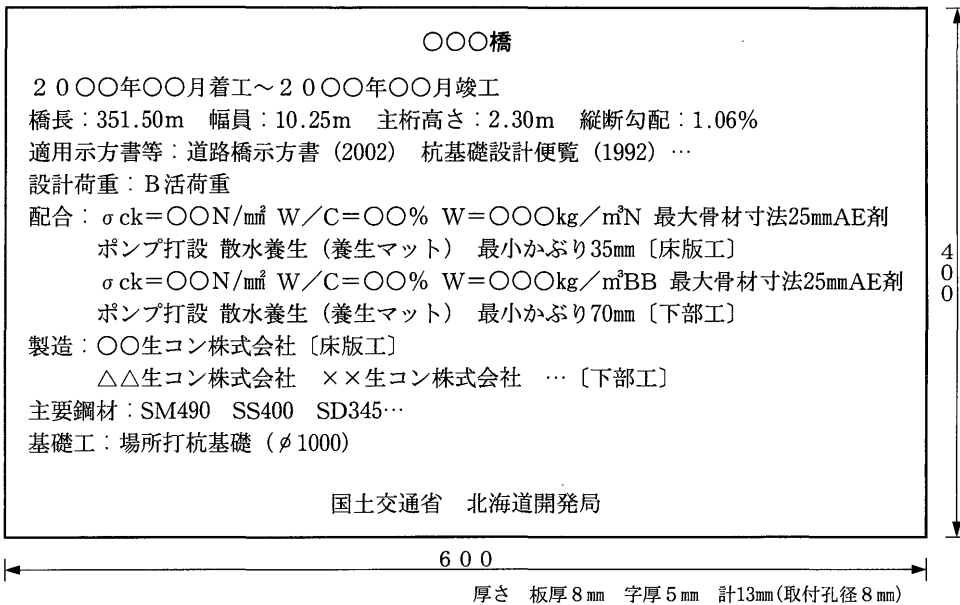 ○○○橋
２０○○年○○月着工～２０○○年○○月竣工
橋長：351.50m　幅員：10.25m　主桁高さ：2.30m　縦断勾配：1.06%
適用示方書等：道路橋示方書（2002）　杭基礎設計便覧（1992）…
設計荷重：Ｂ活荷重
配合：σck＝○○N/㎟ W／C＝○○% W＝○○○kg／㎥N 最大骨材寸法25㎜AE剤
ポンプ打設 散水養生（養生マット）　最小かぶり35㎜〔床版工〕
σck＝○○N/㎟ W／C＝○○% W＝○○○kg／㎥BB 最大骨材寸法25㎜AE剤
ポンプ打設 散水養生（養生マット）　最小かぶり70㎜〔下部工〕
製造：○○生コン株式会社〔床版工〕
△△生コン株式会社　××生コン株式会社　…〔下部工〕
主要鋼材：SM490　SS400　SD345…
基礎工：場所打杭基礎（φ1000）
国土交通省　北海道開発局
400
600
厚さ　板厚８㎜　字厚５㎜　計13㎜(取付孔径８㎜)